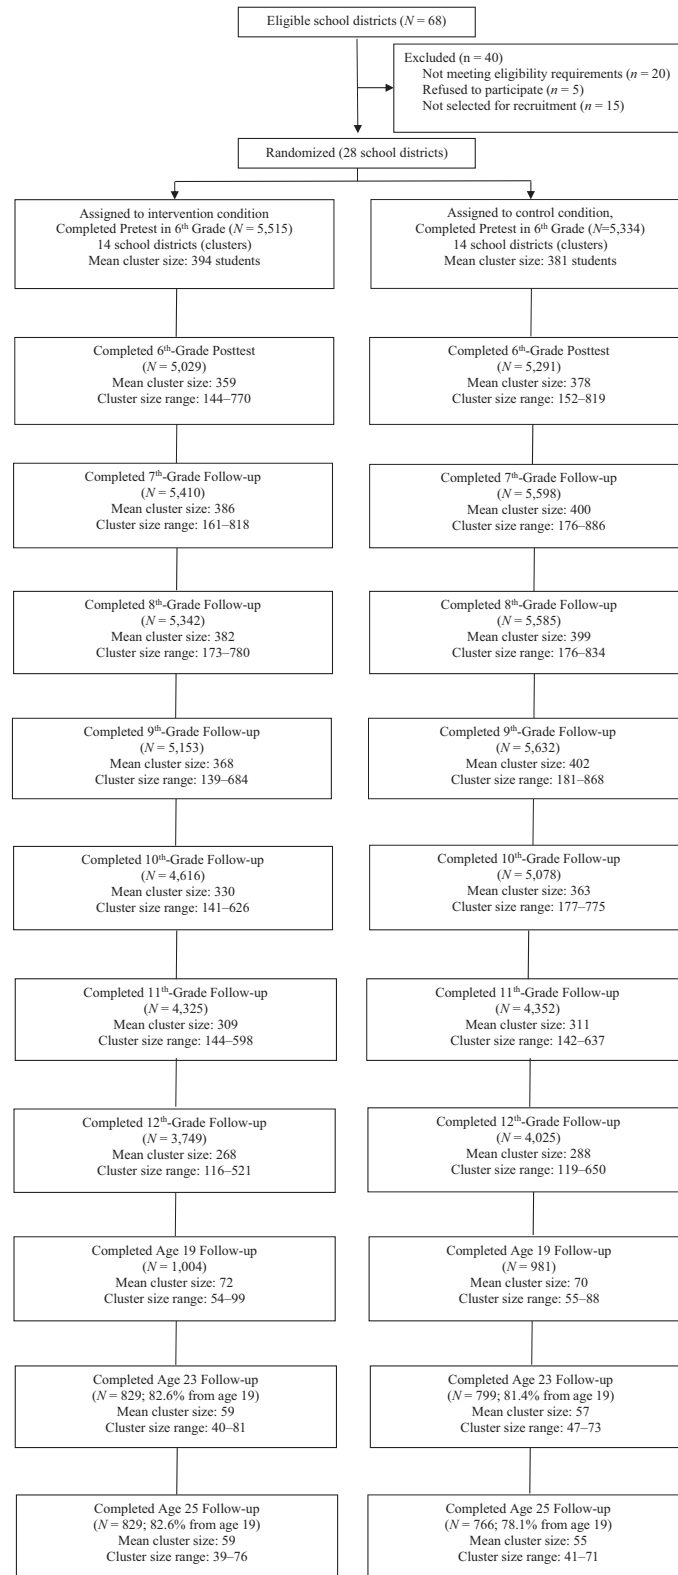 Eligible school districts (N = 68)
Excluded (n = 40)
Not meeting eligibility requirements (n = 20)
Refused to participate (n = 5)
Not selected for recruitment (n = 15)
Randomized (28 school districts)
Assigned to intervention condition
Completed Pretest in 6th Grade (N = 5,515)
14 school districts (clusters)
Mean cluster size: 394 students
Assigned to control condition,
Completed Pretest in 6th Grade (N=5,334)
14 school districts (clusters)
Mean cluster size: 381 students
Completed 6th-Grade Posttest
(N = 5,029)
Mean cluster size: 359
Cluster size range: 144–770
Completed 6th-Grade Posttest
(N = 5,291)
Mean cluster size: 378
Cluster size range: 152–819
Completed 7th-Grade Follow-up
(N = 5,410)
Mean cluster size: 386
Cluster size range: 161–818
Completed 7th-Grade Follow-up
(N = 5,598)
Mean cluster size: 400
Cluster size range: 176–886
Completed 8th-Grade Follow-up
(N = 5,342)
Mean cluster size: 382
Cluster size range: 173–780
Completed 8th-Grade Follow-up
(N = 5,585)
Mean cluster size: 399
Cluster size range: 176–834
Completed 9th-Grade Follow-up
(N = 5,153)
Mean cluster size: 368
Cluster size range: 139–684
Completed 9th-Grade Follow-up
(N = 5,632)
Mean cluster size: 402
Cluster size range: 181–868
Completed 10th-Grade Follow-up
(N = 4,616)
Mean cluster size: 330
Cluster size range: 141–626
Completed 10th-Grade Follow-up
(N = 5,078)
Mean cluster size: 363
Cluster size range: 177–775
Completed 11th-Grade Follow-up
(N = 4,325)
Mean cluster size: 309
Cluster size range: 144–598
Completed 11th-Grade Follow-up
(N = 4,352)
Mean cluster size: 311
Cluster size range: 142–637
Completed 12th-Grade Follow-up
(N = 3,749)
Mean cluster size: 268
Cluster size range: 116–521
Completed 12th-Grade Follow-up
(N = 4,025)
Mean cluster size: 288
Cluster size range: 119–650
Completed Age 19 Follow-up
(N = 1,004)
Mean cluster size: 72
Cluster size range: 54–99
Completed Age 19 Follow-up
(N = 981)
Mean cluster size: 70
Cluster size range: 55–88
Completed Age 23 Follow-up
(N = 829; 82.6% from age 19)
Mean cluster size: 59
Cluster size range: 40–81
Completed Age 23 Follow-up
(N = 799; 81.4% from age 19)
Mean cluster size: 57
Cluster size range: 47–73
Completed Age 25 Follow-up
(N = 829; 82.6% from age 19)
Mean cluster size: 59
Cluster size range: 39–76
Completed Age 25 Follow-up
(N = 766; 78.1% from age 19)
Mean cluster size: 55
Cluster size range: 41–71